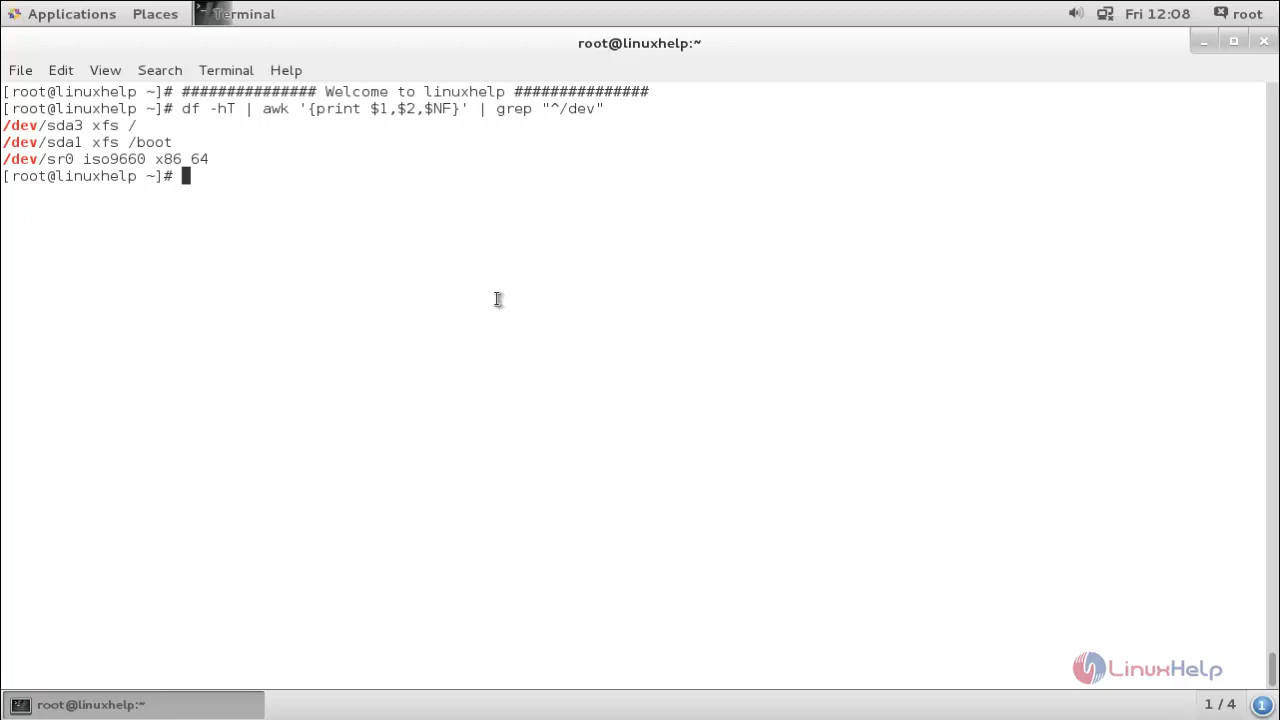 Applications Places Terminal Fri 12:08 root
root@linuxhelp:~
File Edit View Search Terminal Help
[root@linuxhelp ~]# ############### Welcome to linuxhelp ###############
[root@linuxhelp ~]# df -hT | awk '{print $1,$2,$NF}' | grep "^/dev"
/dev/sda3 xfs /
/dev/sda1 xfs /boot
/dev/sr0 iso9660 x86_64
[root@linuxhelp ~]#
LinuxHelp
root@linuxhelp:~ 1 / 4 1